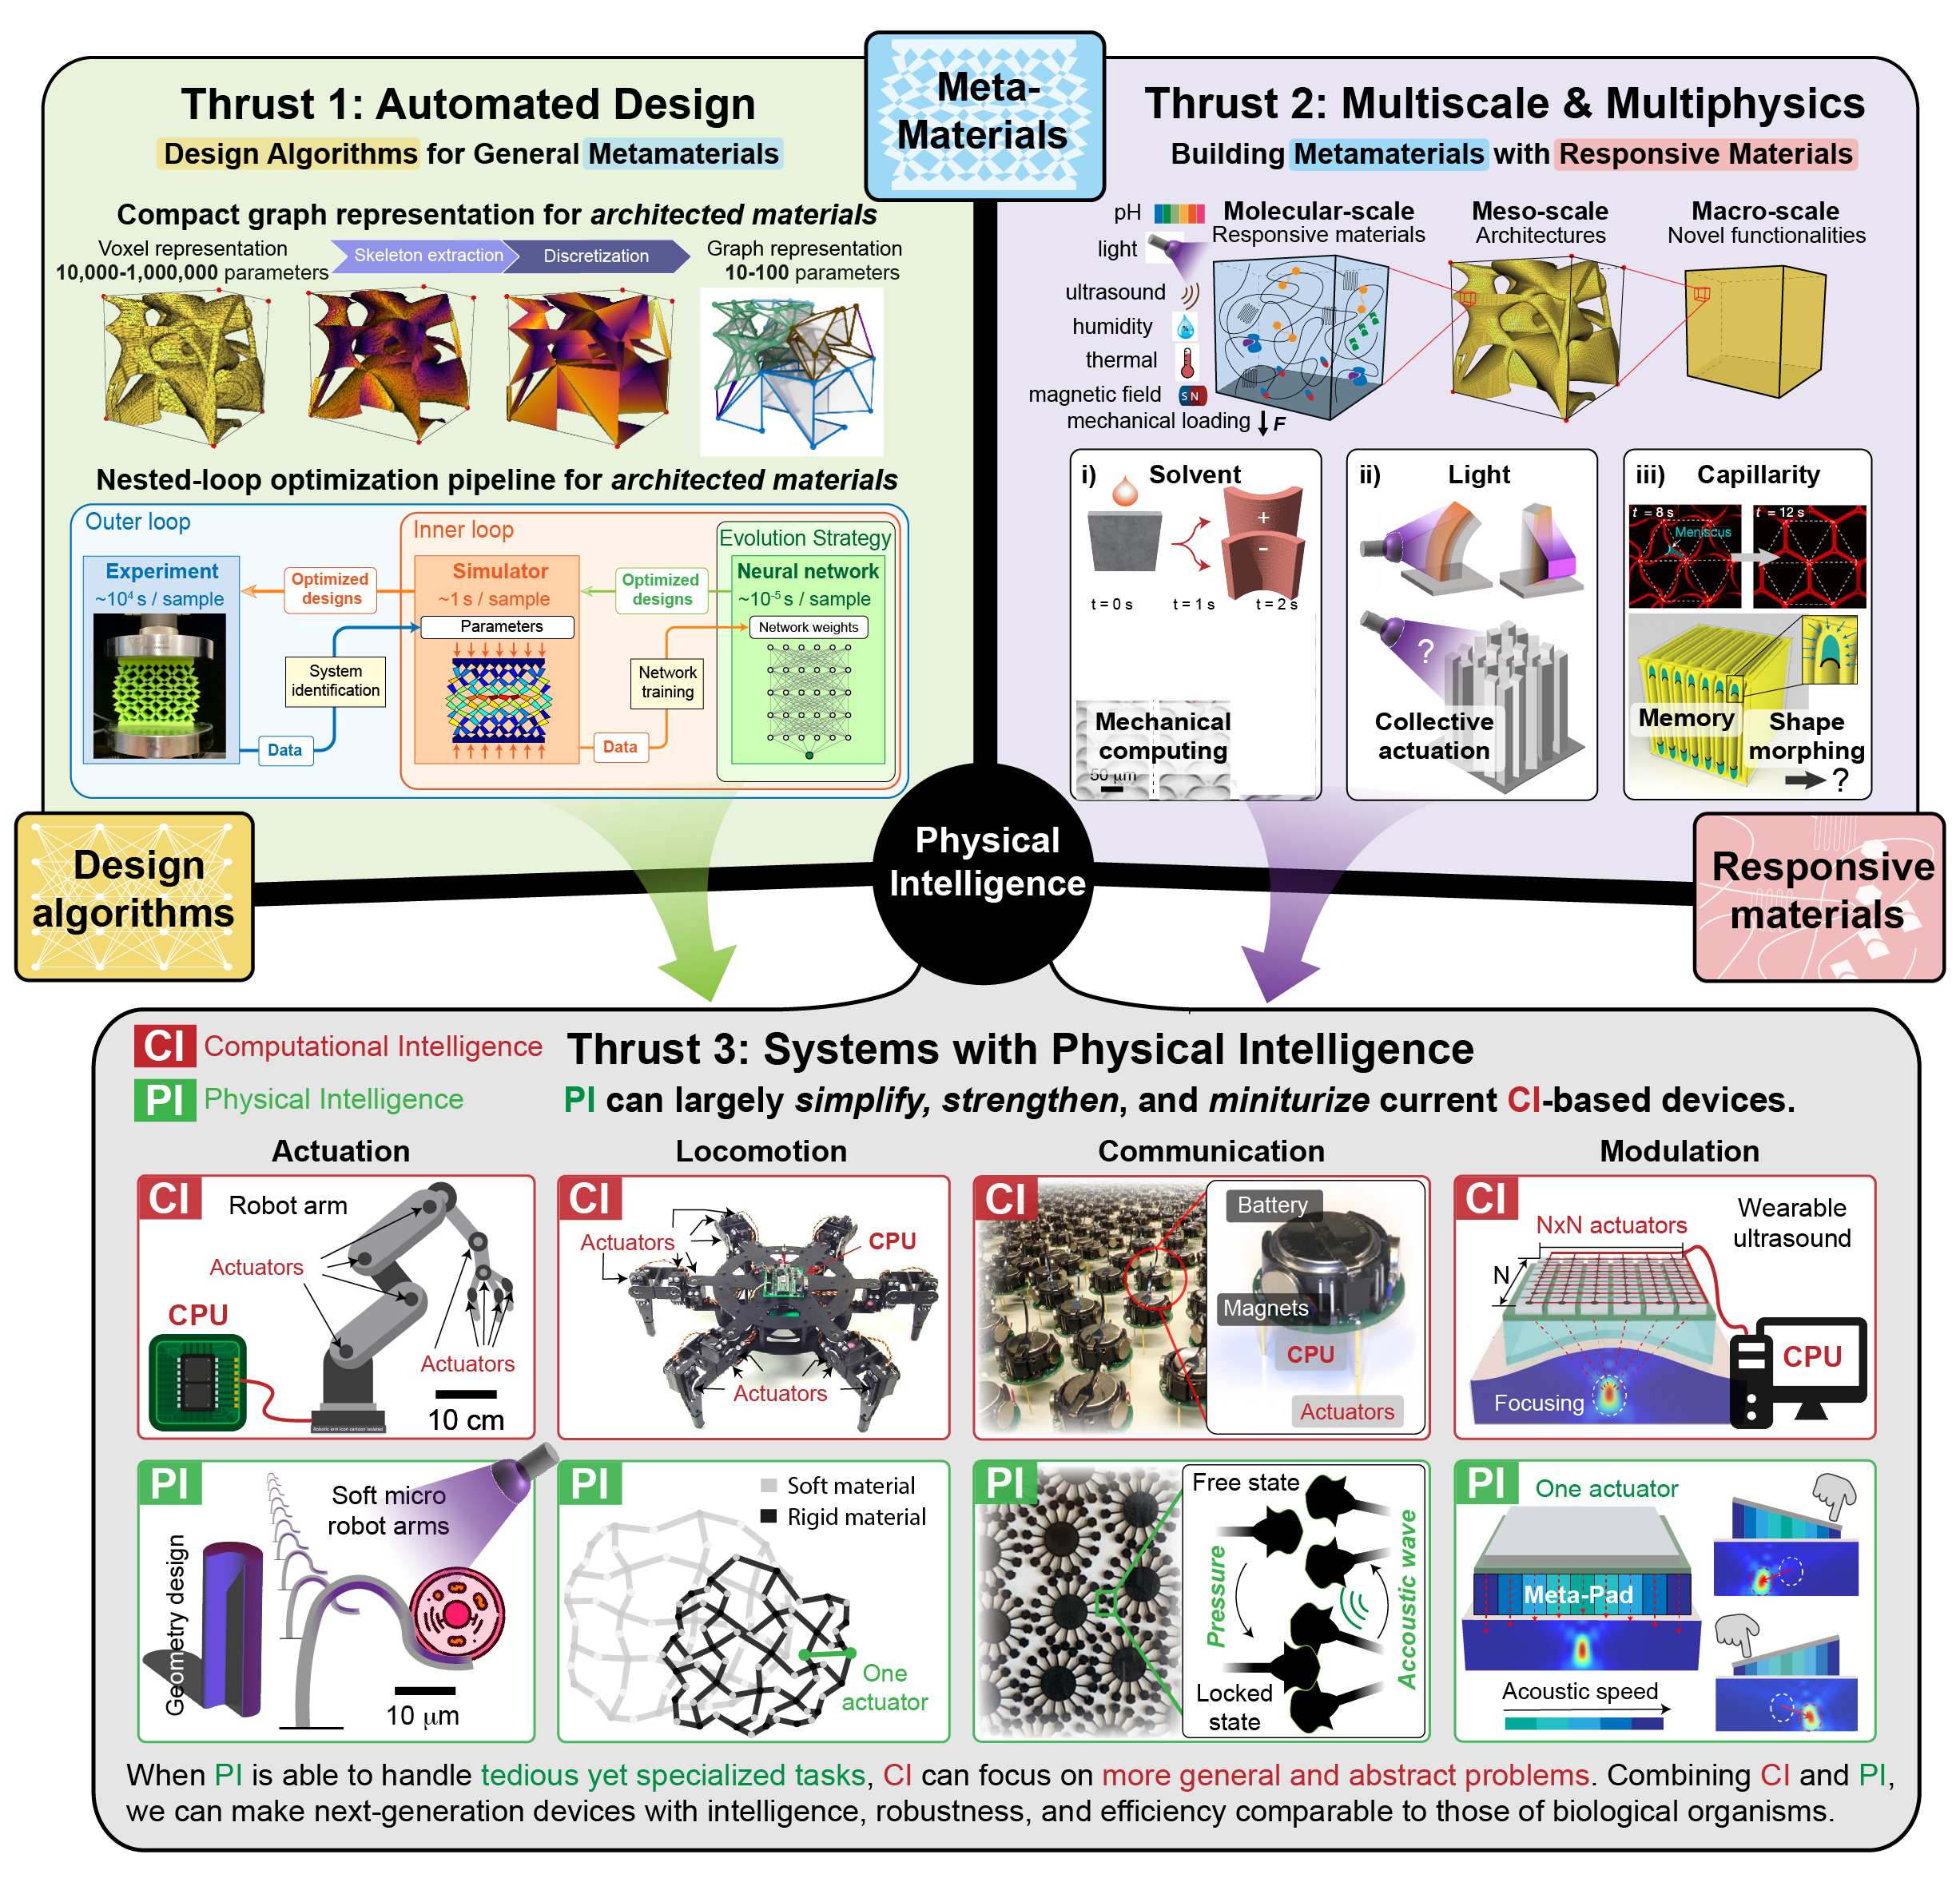 Meta-
Materials
Thrust 1: Automated Design
Design Algorithms for General Metamaterials
Compact graph representation for architected materials
Voxel representation
10,000-1,000,000 parameters
Skeleton extraction
Discretization
Graph representation
10-100 parameters
Nested-loop optimization pipeline for architected materials
Outer loop
Inner loop
Evolution Strategy
Experiment
~10⁴ s / sample
Optimized
designs
Simulator
~1 s / sample
Optimized
designs
Neural network
~10⁻⁵ s / sample
Parameters
Network weights
System
identification
Network
training
Data
Data
Thrust 2: Multiscale & Multiphysics
Building Metamaterials with Responsive Materials
pH
light
ultrasound
humidity
%
thermal
magnetic field
S N
mechanical loading
F
Molecular-scale
Responsive materials
Meso-scale
Architectures
Macro-scale
Novel functionalities
i) Solvent
+
-
t = 0 s
t = 1 s
t = 2 s
Mechanical
computing
50 µm
ii) Light
?
Collective
actuation
iii) Capillarity
t = 8 s
t = 12 s
Meniscus
Memory
Shape
morphing
?
Design
algorithms
Physical
Intelligence
Responsive
materials
CI Computational Intelligence
PI Physical Intelligence
Thrust 3: Systems with Physical Intelligence
PI can largely simplify, strengthen, and miniturize current CI-based devices.
Actuation
Locomotion
Communication
Modulation
CI
Robot arm
Actuators
CPU
Actuators
10 cm
Robotic arm icon cartoon isolated
CI
Actuators
CPU
Actuators
CI
Battery
Magnets
CPU
Actuators
CI
Wearable
ultrasound
NxN actuators
N
CPU
Focusing
PI
Soft micro
robot arms
Geometry design
10 µm
PI
Soft material
Rigid material
One
actuator
PI
Free state
Pressure
Accoustic wave
Locked
state
PI
One actuator
Meta-Pad
Acoustic speed
When PI is able to handle tedious yet specialized tasks, CI can focus on more general and abstract problems. Combining CI and PI,
we can make next-generation devices with intelligence, robustness, and efficiency comparable to those of biological organisms.